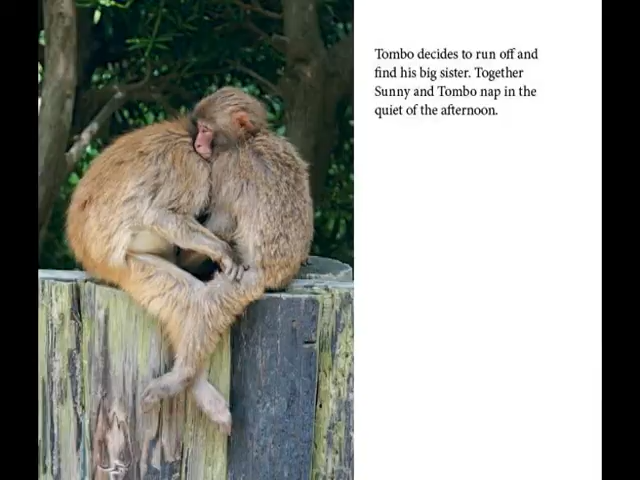 Tombo decides to run off and
find his big sister. Together
Sunny and Tombo nap in the
quiet of the afternoon.